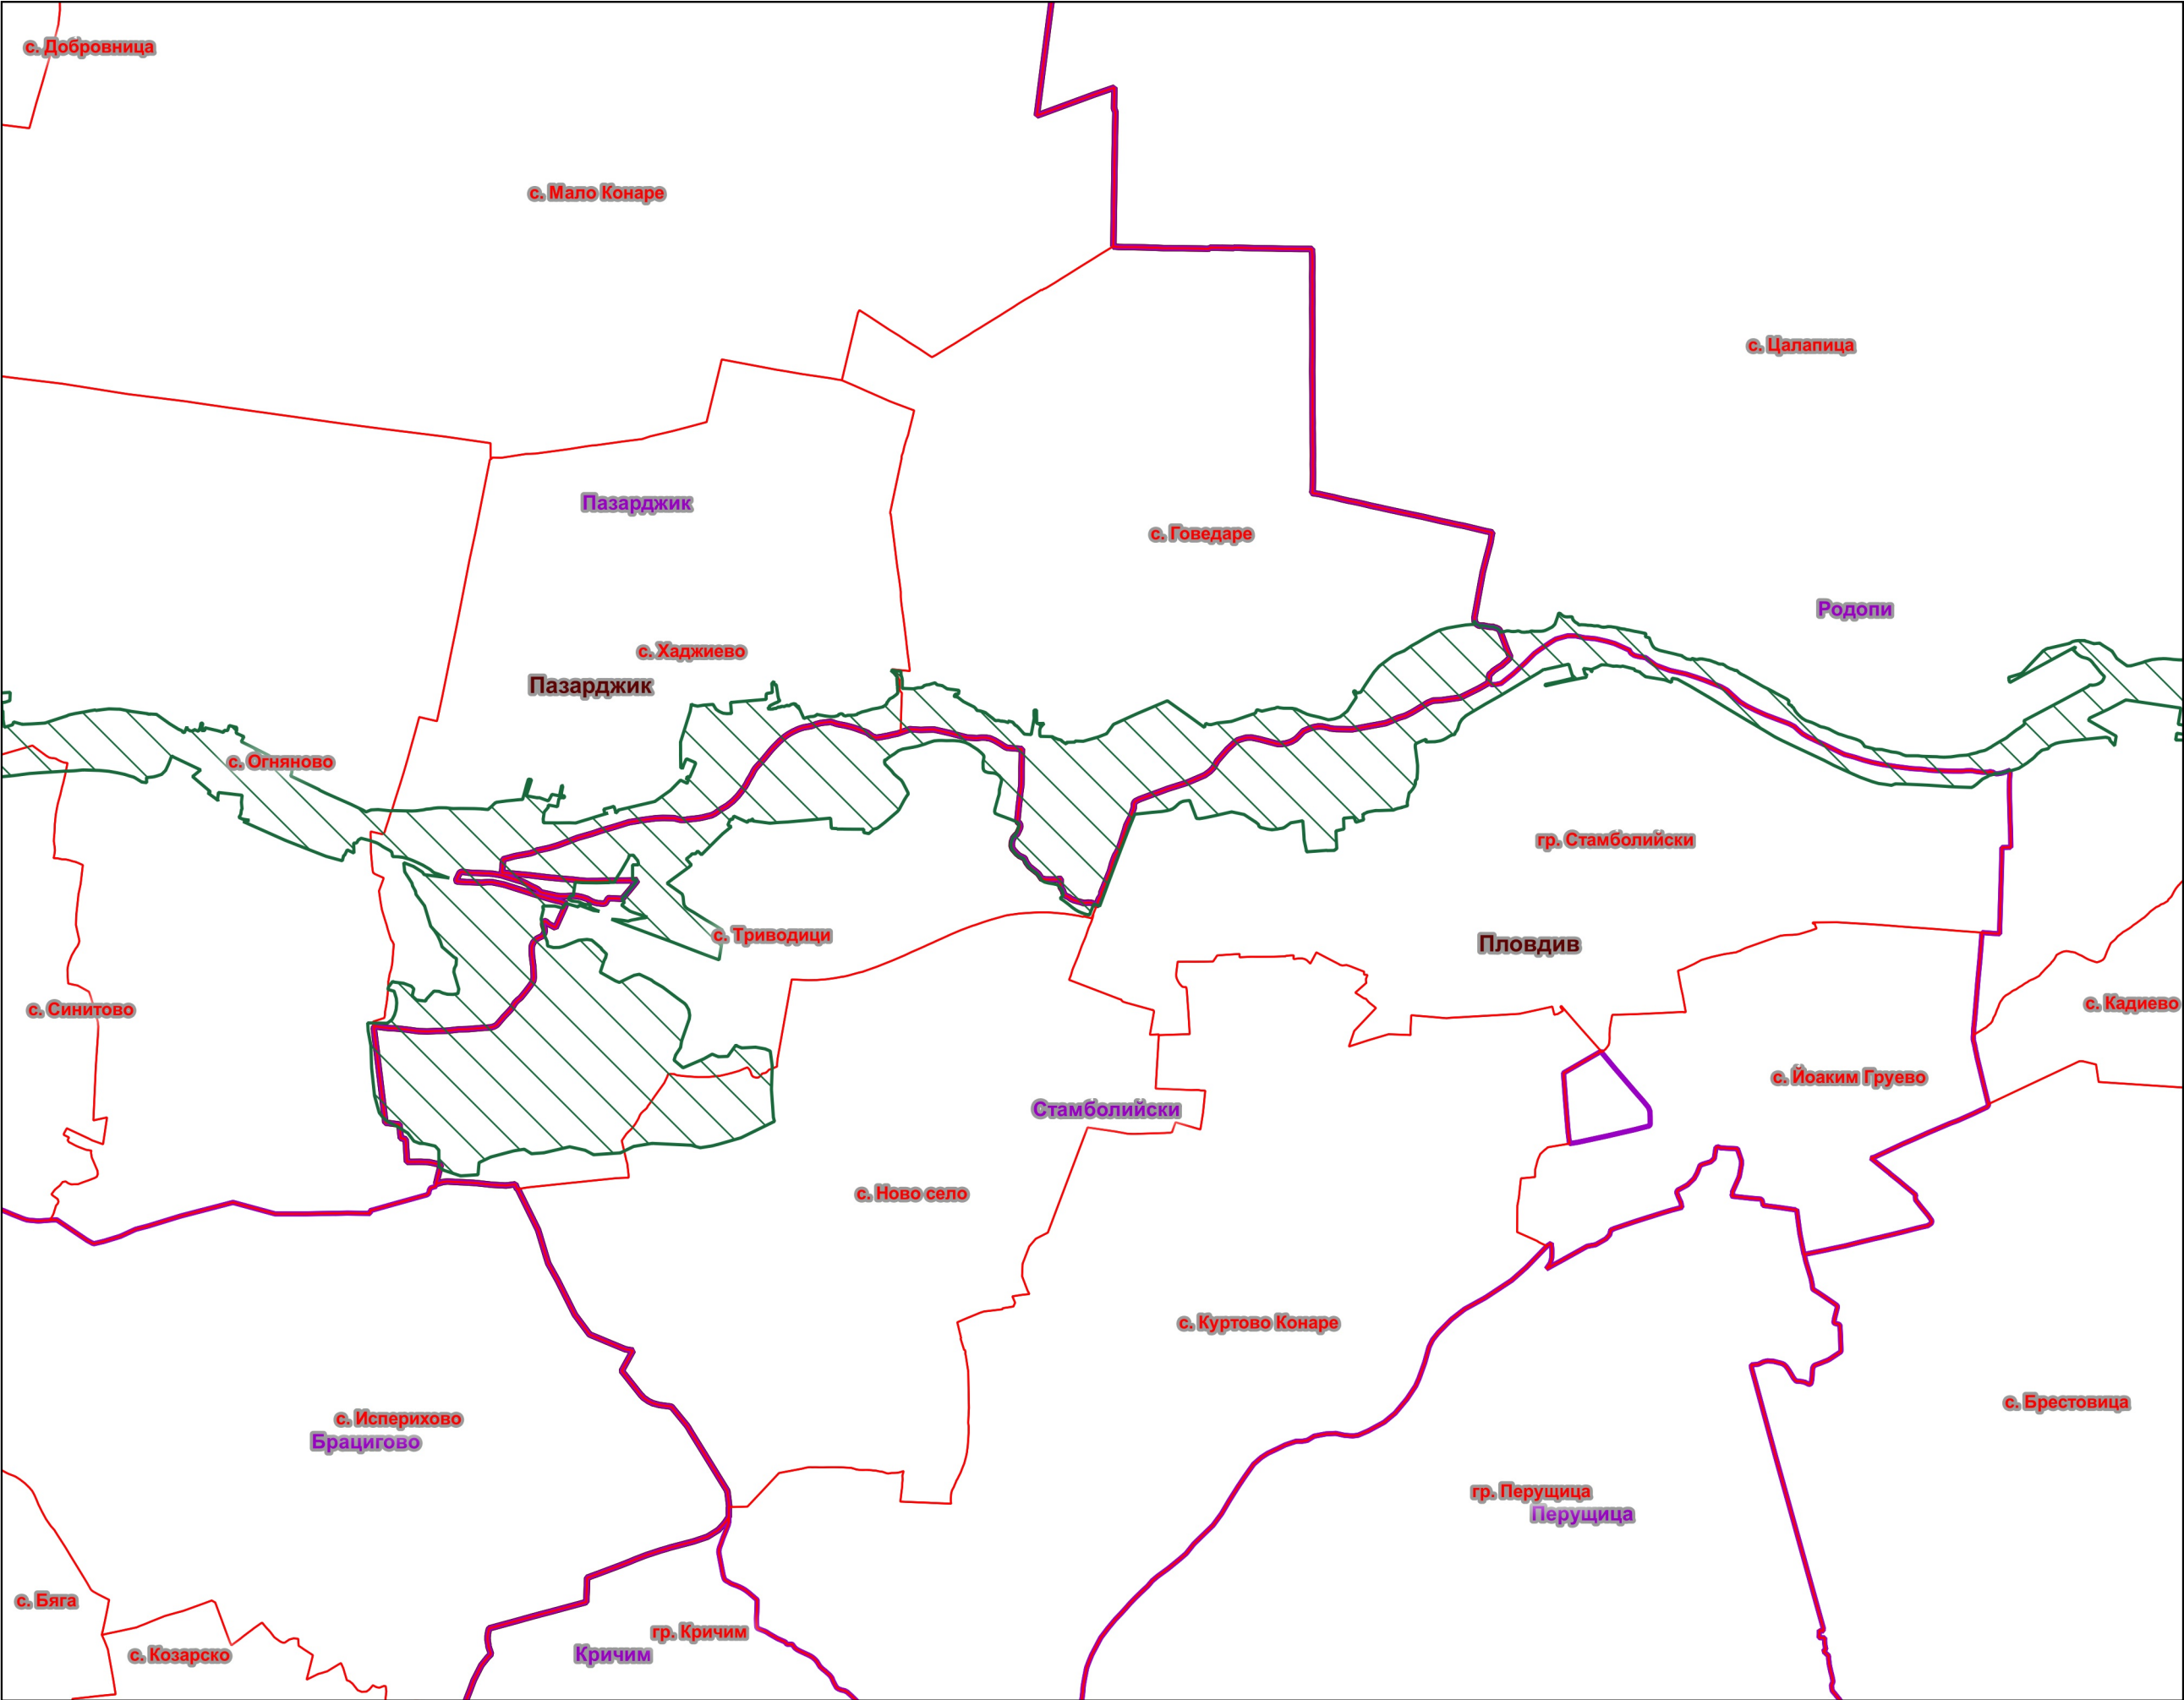 с. Добровница
с. Мало Конаре
с. Цалапица
Пазарджик
с. Говедаре
Родопи
с. Хаджиево
Пазарджик
с. Огняново
гр. Стамболийски
с. Триводици
Пловдив
с. Синитово
с. Кадиево
с. Йоаким Груево
Стамболийски
с. Ново село
с. Куртово Конаре
с. Брестовица
с. Исперихово
Брацигово
гр. Перущица
Перущица
с. Бяга
гр. Кричим
с. Козарско
Кричим